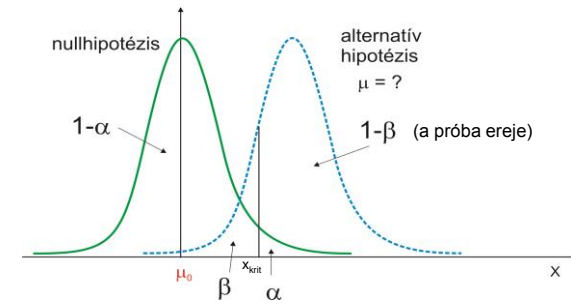 nullhipotézis
alternatív
hipotézis
μ = ?
1-α
1-β (a próba ereje)
μ₀
xkrit
β
α
X